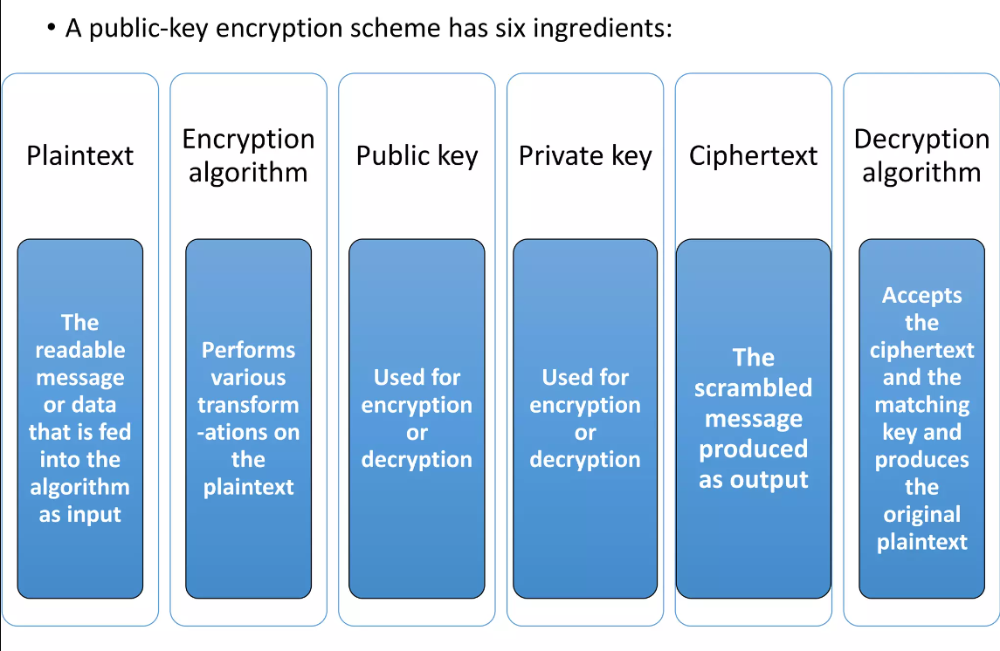 • A public-key encryption scheme has six ingredients:
Plaintext
The
readable
message
or data
that is fed
into the
algorithm
as input
Encryption
algorithm
Performs
various
transform
-ations on
the
plaintext
Public key
Used for
encryption
or
decryption
Private key
Used for
encryption
or
decryption
Ciphertext
The
scrambled
message
produced
as output
Decryption
algorithm
Accepts
the
ciphertext
and the
matching
key and
produces
the
original
plaintext